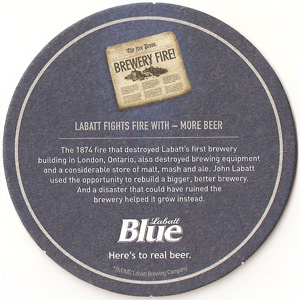 The Free Press.
BREWERY FIRE!
LABATT FIGHTS FIRE WITH – MORE BEER
The 1874 fire that destroyed Labatt's first brewery
building in London, Ontario, also destroyed brewing equipment
and a considerable store of malt, mash and ale. John Labatt
used the opportunity to rebuild a bigger, better brewery.
And a disaster that could have ruined the
brewery helped it grow instead.
Labatt
Blue
Here's to real beer.
*TM/MC Labatt Brewing Company